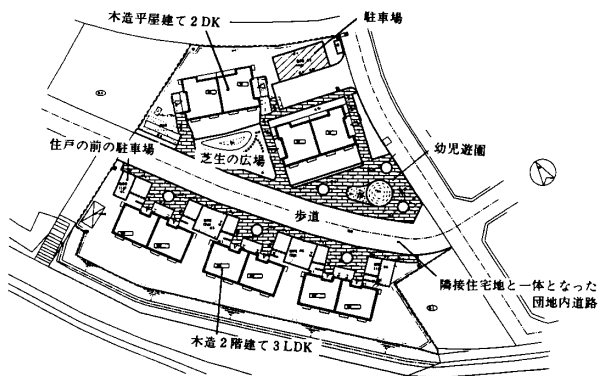 木造平屋建て2DK
駐車場
住戸の前の駐車場
芝生の広場
幼児遊園
歩道
隣接住宅地と一体となった
団地内道路
木造2階建て3LDK